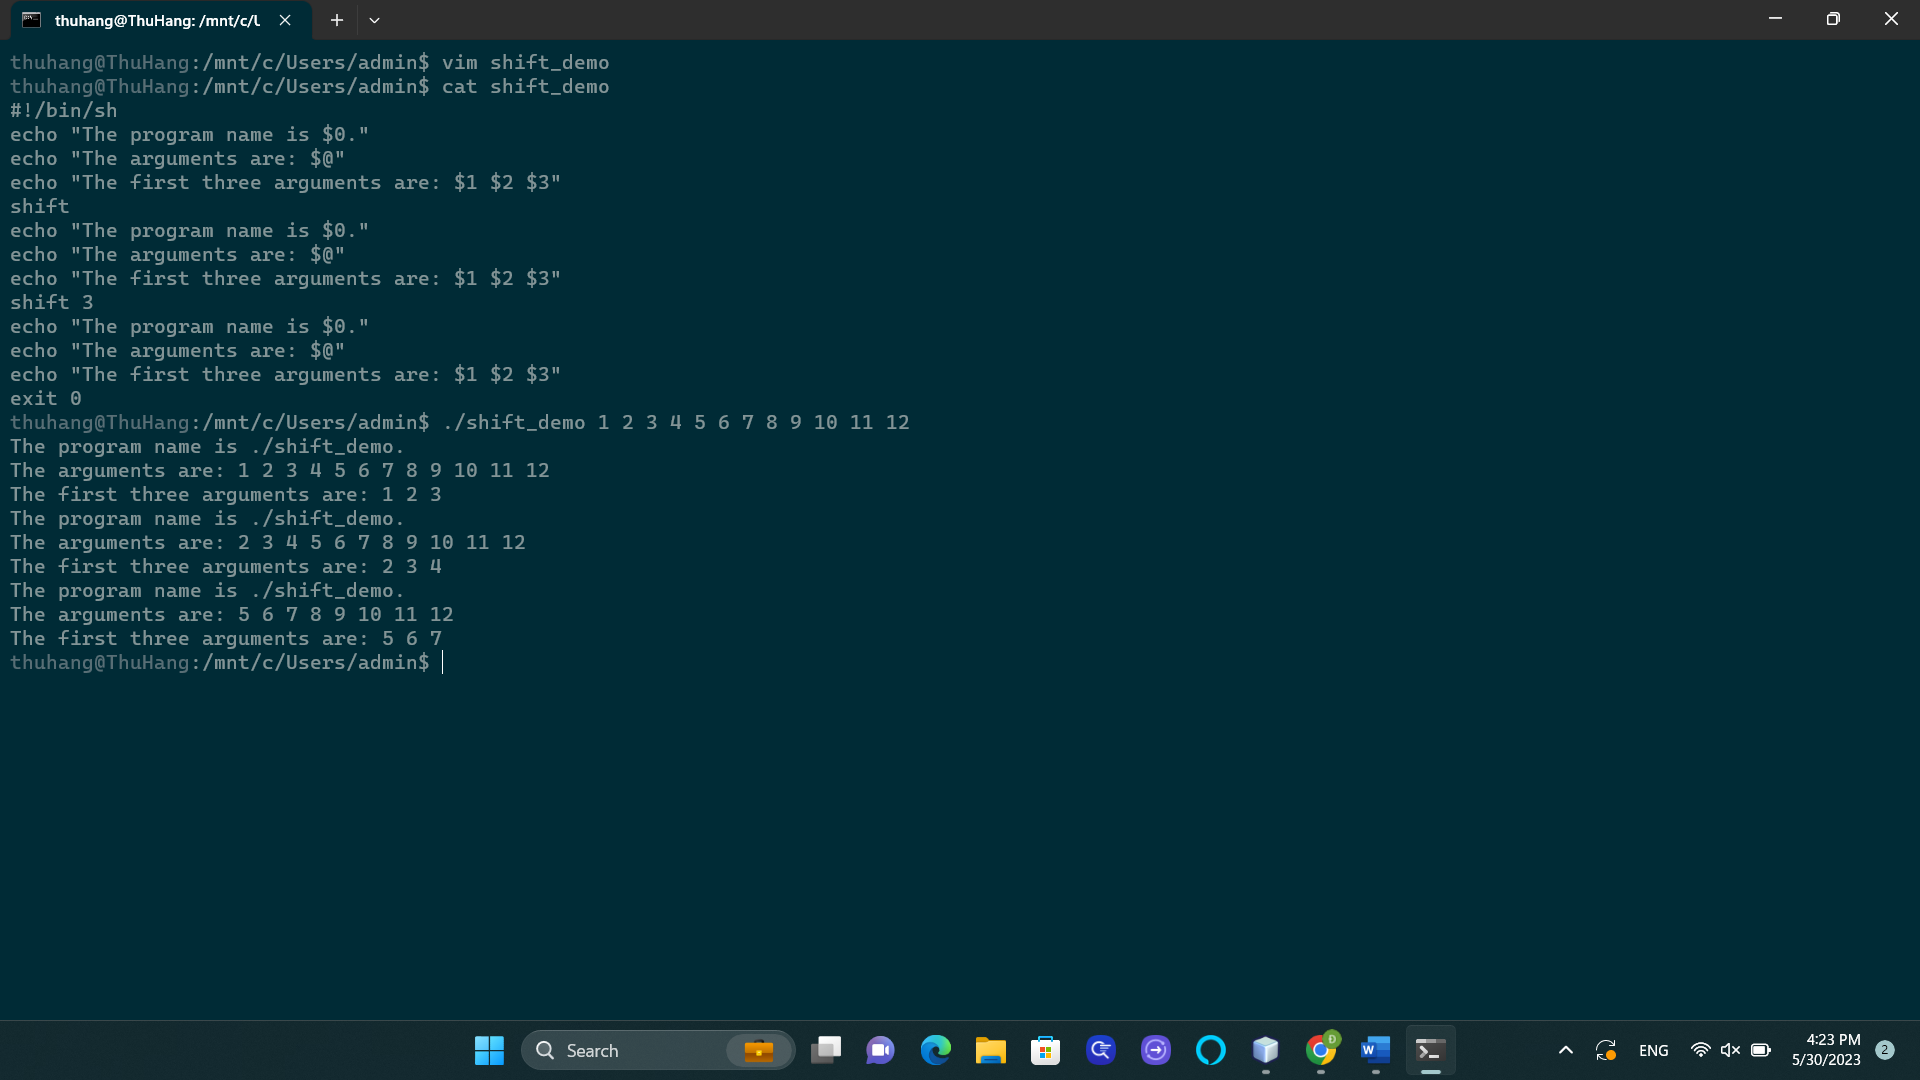 thuhang@ThuHang: /mnt/c/U
thuhang@ThuHang:/mnt/c/Users/admin$ vim shift_demo
thuhang@ThuHang:/mnt/c/Users/admin$ cat shift_demo
#!/bin/sh
echo "The program name is $0."
echo "The arguments are: $@"
echo "The first three arguments are: $1 $2 $3"
shift
echo "The program name is $0."
echo "The arguments are: $@"
echo "The first three arguments are: $1 $2 $3"
shift 3
echo "The program name is $0."
echo "The arguments are: $@"
echo "The first three arguments are: $1 $2 $3"
exit 0
thuhang@ThuHang:/mnt/c/Users/admin$ ./shift_demo 1 2 3 4 5 6 7 8 9 10 11 12
The program name is ./shift_demo.
The arguments are: 1 2 3 4 5 6 7 8 9 10 11 12
The first three arguments are: 1 2 3
The program name is ./shift_demo.
The arguments are: 2 3 4 5 6 7 8 9 10 11 12
The first three arguments are: 2 3 4
The program name is ./shift_demo.
The arguments are: 5 6 7 8 9 10 11 12
The first three arguments are: 5 6 7
thuhang@ThuHang:/mnt/c/Users/admin$
Search
Đ
W
ENG
4:23 PM
5/30/2023
2